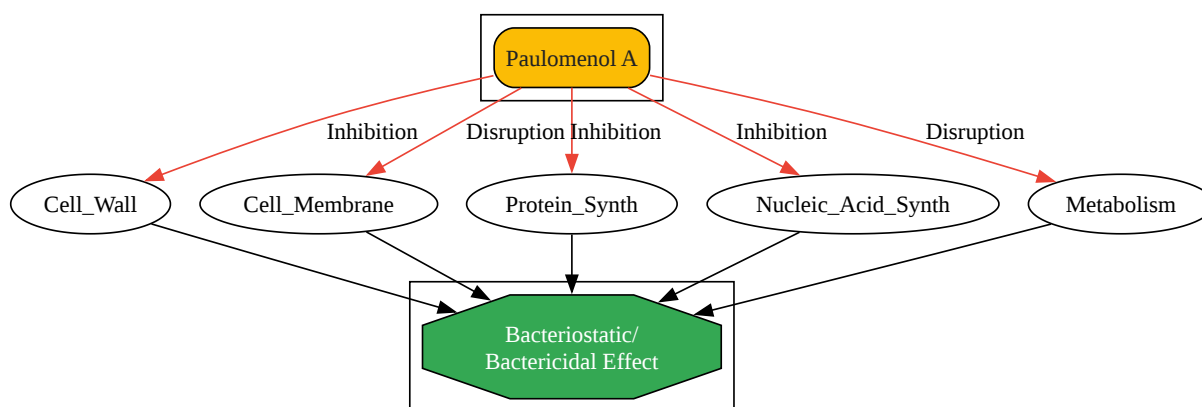 Paulomenol A
Inhibition
Disruption
Inhibition
Inhibition
Disruption
Cell_Wall
Cell_Membrane
Protein_Synth
Nucleic_Acid_Synth
Metabolism
Bacteriostatic/
Bactericidal Effect